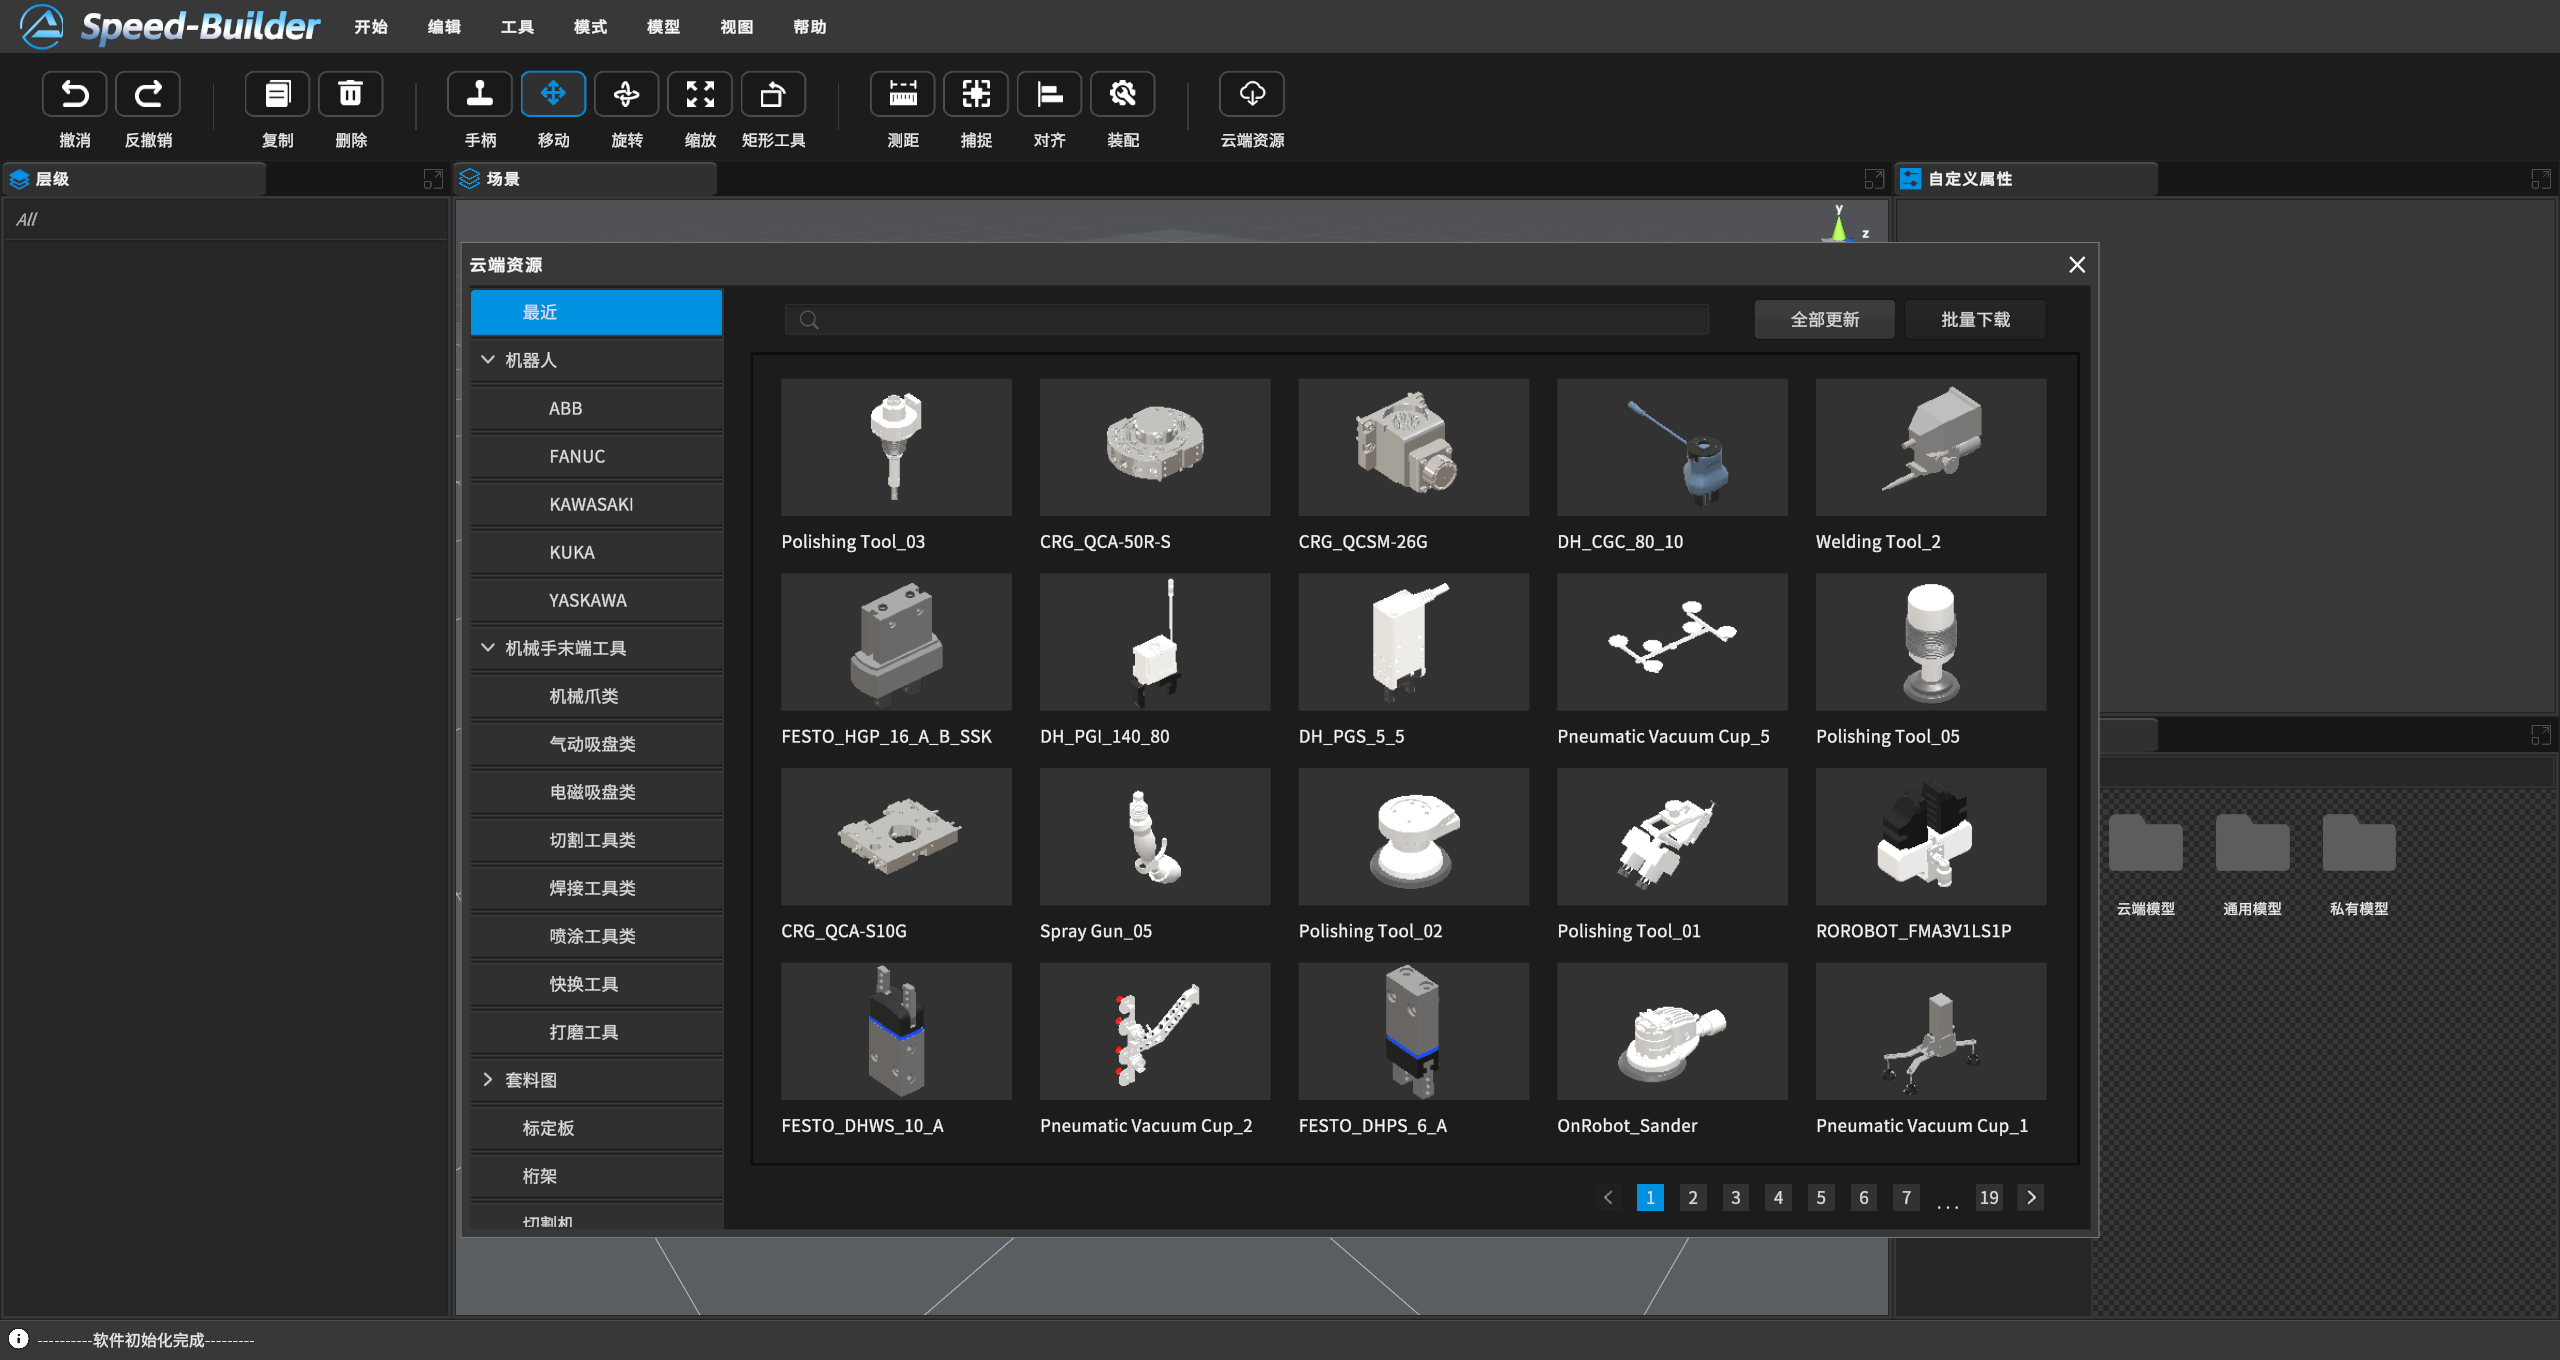 Speed-Builder 开始 编辑 工具 模式 模型 视图 帮助
撤消 反撤销 复制 删除 手柄 移动 旋转 缩放 矩形工具 测距 捕捉 对齐 装配 云端资源
层级 场景 自定义属性
All
y
z
云端资源
最近
全部更新 批量下载
机器人
ABB
FANUC
KAWASAKI
KUKA
YASKAWA
机械手末端工具
机械爪类
气动吸盘类
电磁吸盘类
切割工具类
焊接工具类
喷涂工具类
快换工具
打磨工具
套料图
标定板
桁架
切割机
Polishing Tool_03 CRG_QCA-50R-S CRG_QCSM-26G DH_CGC_80_10 Welding Tool_2
FESTO_HGP_16_A_B_SSK DH_PGI_140_80 DH_PGS_5_5 Pneumatic Vacuum Cup_5 Polishing Tool_05
CRG_QCA-S10G Spray Gun_05 Polishing Tool_02 Polishing Tool_01 ROROBOT_FMA3V1LS1P
FESTO_DHWS_10_A Pneumatic Vacuum Cup_2 FESTO_DHPS_6_A OnRobot_Sander Pneumatic Vacuum Cup_1
1 2 3 4 5 6 7 ... 19
云端模型 通用模型 私有模型
----------软件初始化完成---------